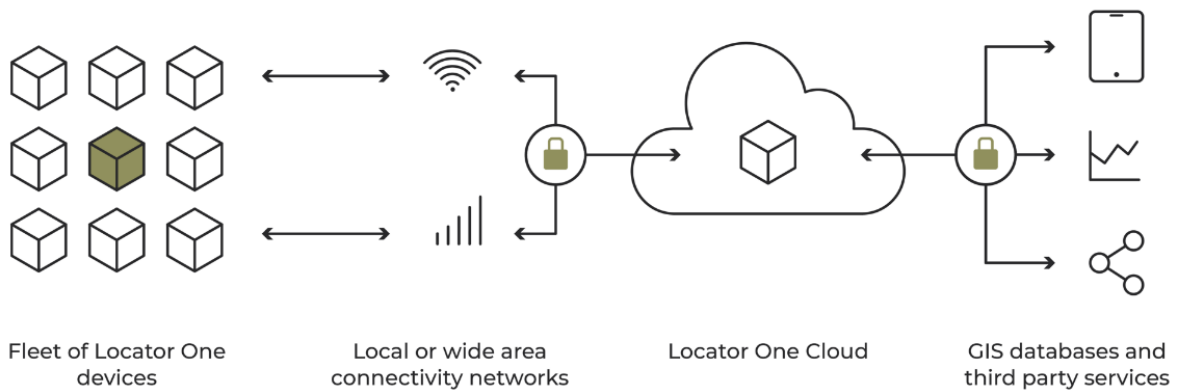 Fleet of Locator One
devices
Local or wide area
connectivity networks
Locator One Cloud
GIS databases and
third party services